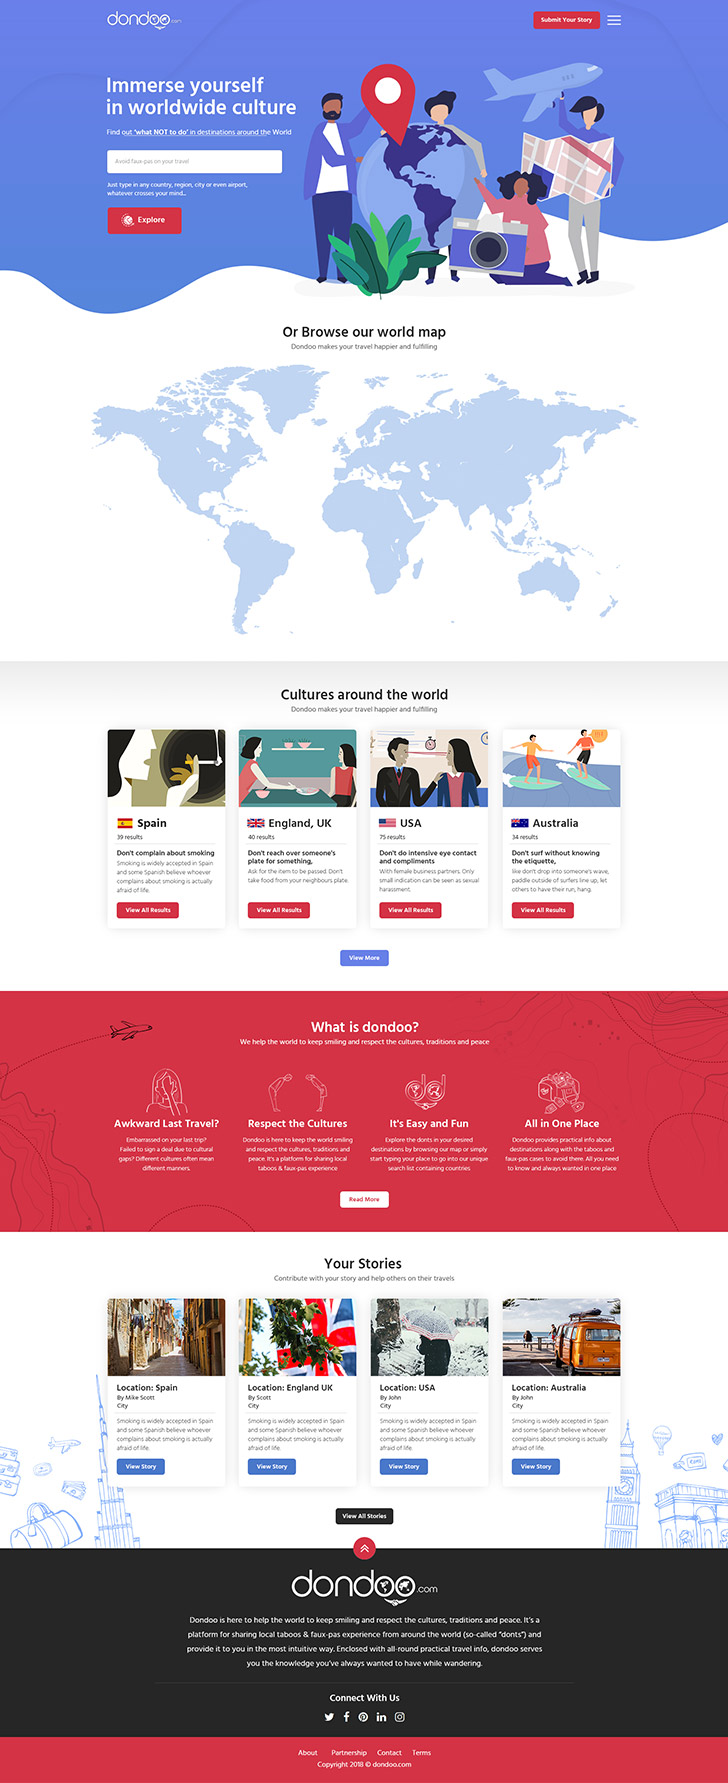 dondoo.com
Submit Your Story
Immerse yourself
in worldwide culture
Find out 'what NOT to do' in destinations around the World
Avoid faux-pas on your travel
Just type in any country, region, city or even airport,
whatever crosses your mind...
Explore
Or Browse our world map
Dondoo makes your travel happier and fulfilling
Cultures around the world
Dondoo makes your travel happier and fulfilling
Spain
39 results
Don't complain about smoking
Smoking is widely accepted in Spain
and some Spanish believe whoever
complains about smoking is actually
afraid of life.
View All Results
England, UK
40 results
Don't reach over someone's
plate for something,
Ask for the item to be passed. Don't
take food from your neighbours plate.
View All Results
USA
75 results
Don't do intensive eye contact
and compliments
With female business partners. Only
small indication can be seen as sexual
harassment.
View All Results
Australia
34 results
Don't surf without knowing
the etiquette,
like don't drop into someone's wave,
paddle outside of surfers line up, let
others to have their run, hang.
View All Results
View More
What is dondoo?
We help the world to keep smiling and respect the cultures, traditions and peace
Awkward Last Travel?
Embarrassed on your last trip?
Failed to sign a deal due to cultural
gaps? Different cultures often mean
different manners.
Respect the Cultures
Dondoo is here to keep the world smiling
and respect the cultures, traditions and
peace. It's a platform for sharing local
taboos & faux-pas experience
It's Easy and Fun
Explore the donts in your desired
destinations by browsing our map or simply
start typing your place to go into our unique
search list containing countries
All in One Place
Dondoo provides practical info about
destinations along with the taboos and
faux-pas cases to avoid them. All you need
to know and always wanted in one place
Read More
Your Stories
Contribute with your story and help others on their travels
Location: Spain
By Mike Scott
City
Smoking is widely accepted in Spain
and some Spanish believe whoever
complains about smoking is actually
afraid of life.
View Story
Location: England UK
By Scott
City
Smoking is widely accepted in Spain
and some Spanish believe whoever
complains about smoking is actually
afraid of life.
View Story
Location: USA
By John
City
Smoking is widely accepted in Spain
and some Spanish believe whoever
complains about smoking is actually
afraid of life.
View Story
Location: Australia
By John
City
Smoking is widely accepted in Spain
and some Spanish believe whoever
complains about smoking is actually
afraid of life.
View Story
View All Stories
dondoo.com
Dondoo is here to help the world to keep smiling and respect the cultures, traditions and peace. It's a
platform for sharing local taboos & faux-pas experience from around the world (so-called "donts") and
provide it to you in the most intuitive way. Enclosed with all-round practical travel info, dondoo serves
you the knowledge you've always wanted to have while wandering.
Connect With Us
About Partnership Contact Terms
Copyright 2018 © dondoo.com